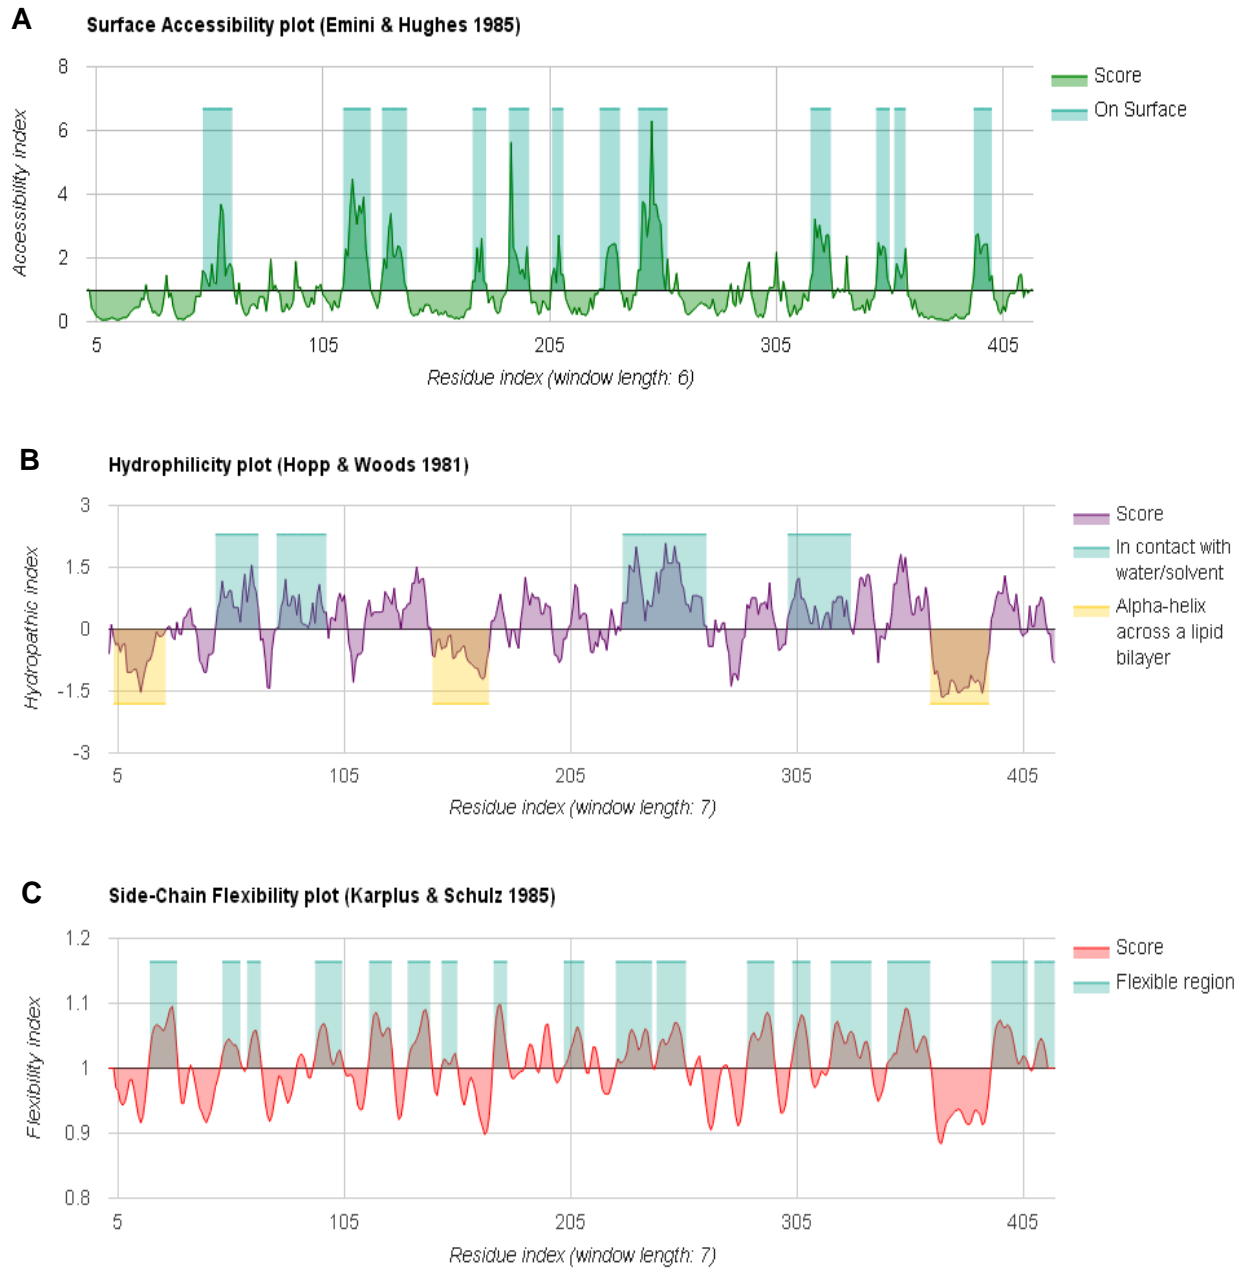 A
Surface Accessibility plot (Emini & Hughes 1985)
8
6
4
2
0
Accessibility index
5 105 205 305 405
Residue index (window length: 6)
Score
On Surface
B
Hydrophilicity plot (Hopp & Woods 1981)
3
1.5
0
-1.5
-3
Hydropathic index
5 105 205 305 405
Residue index (window length: 7)
Score
In contact with
water/solvent
Alpha-helix
across a lipid
bilayer
C
Side-Chain Flexibility plot (Karplus & Schulz 1985)
1.2
1.1
1
0.9
0.8
Flexibility index
5 105 205 305 405
Residue index (window length: 7)
Score
Flexible region